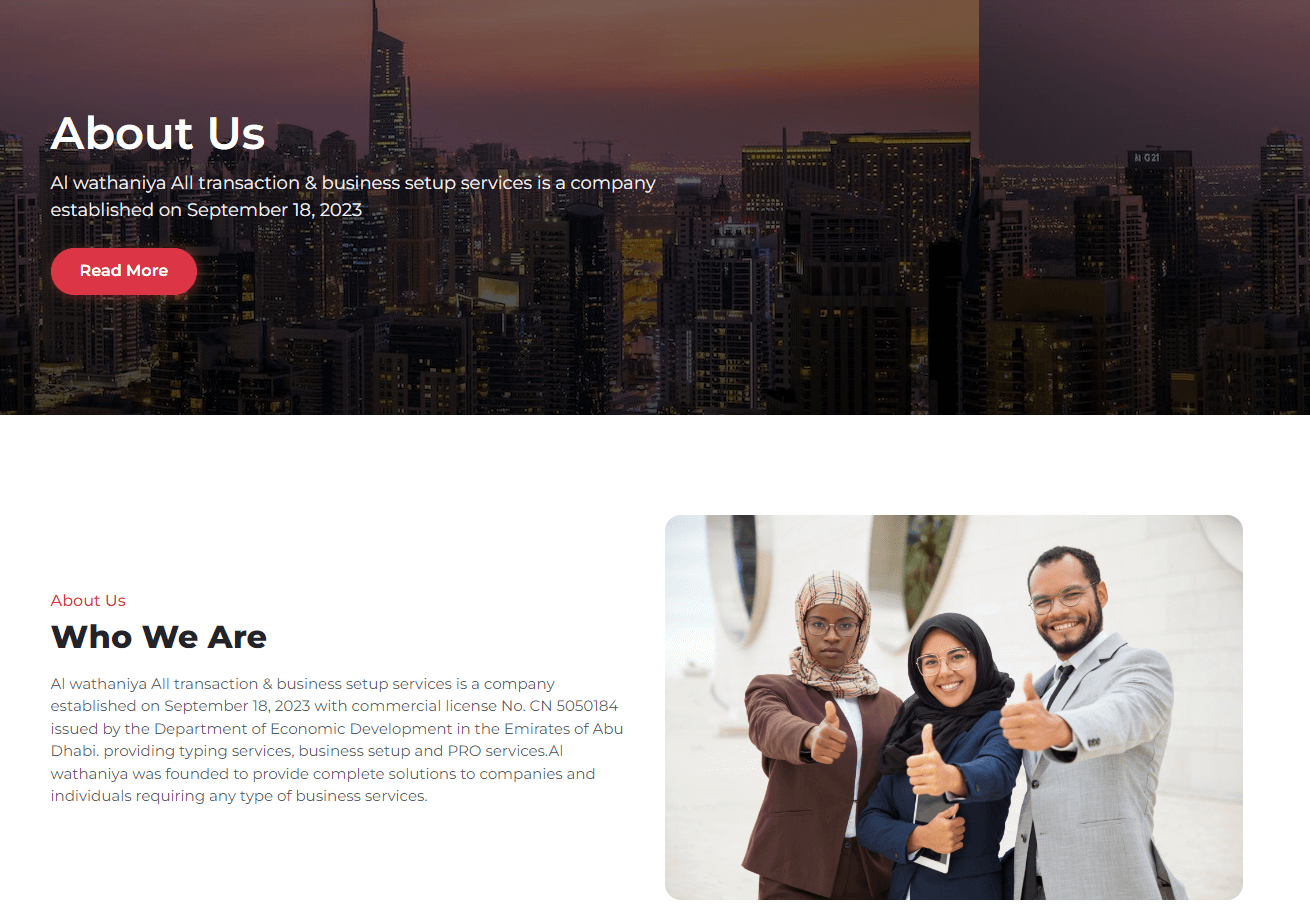 About Us
Al wathaniya All transaction & business setup services is a company
established on September 18, 2023
Read More
About Us
Who We Are
Al wathaniya All transaction & business setup services is a company
established on September 18, 2023 with commercial license No. CN 5050184
issued by the Department of Economic Development in the Emirates of Abu
Dhabi. providing typing services, business setup and PRO services.Al
wathaniya was founded to provide complete solutions to companies and
individuals requiring any type of business services.